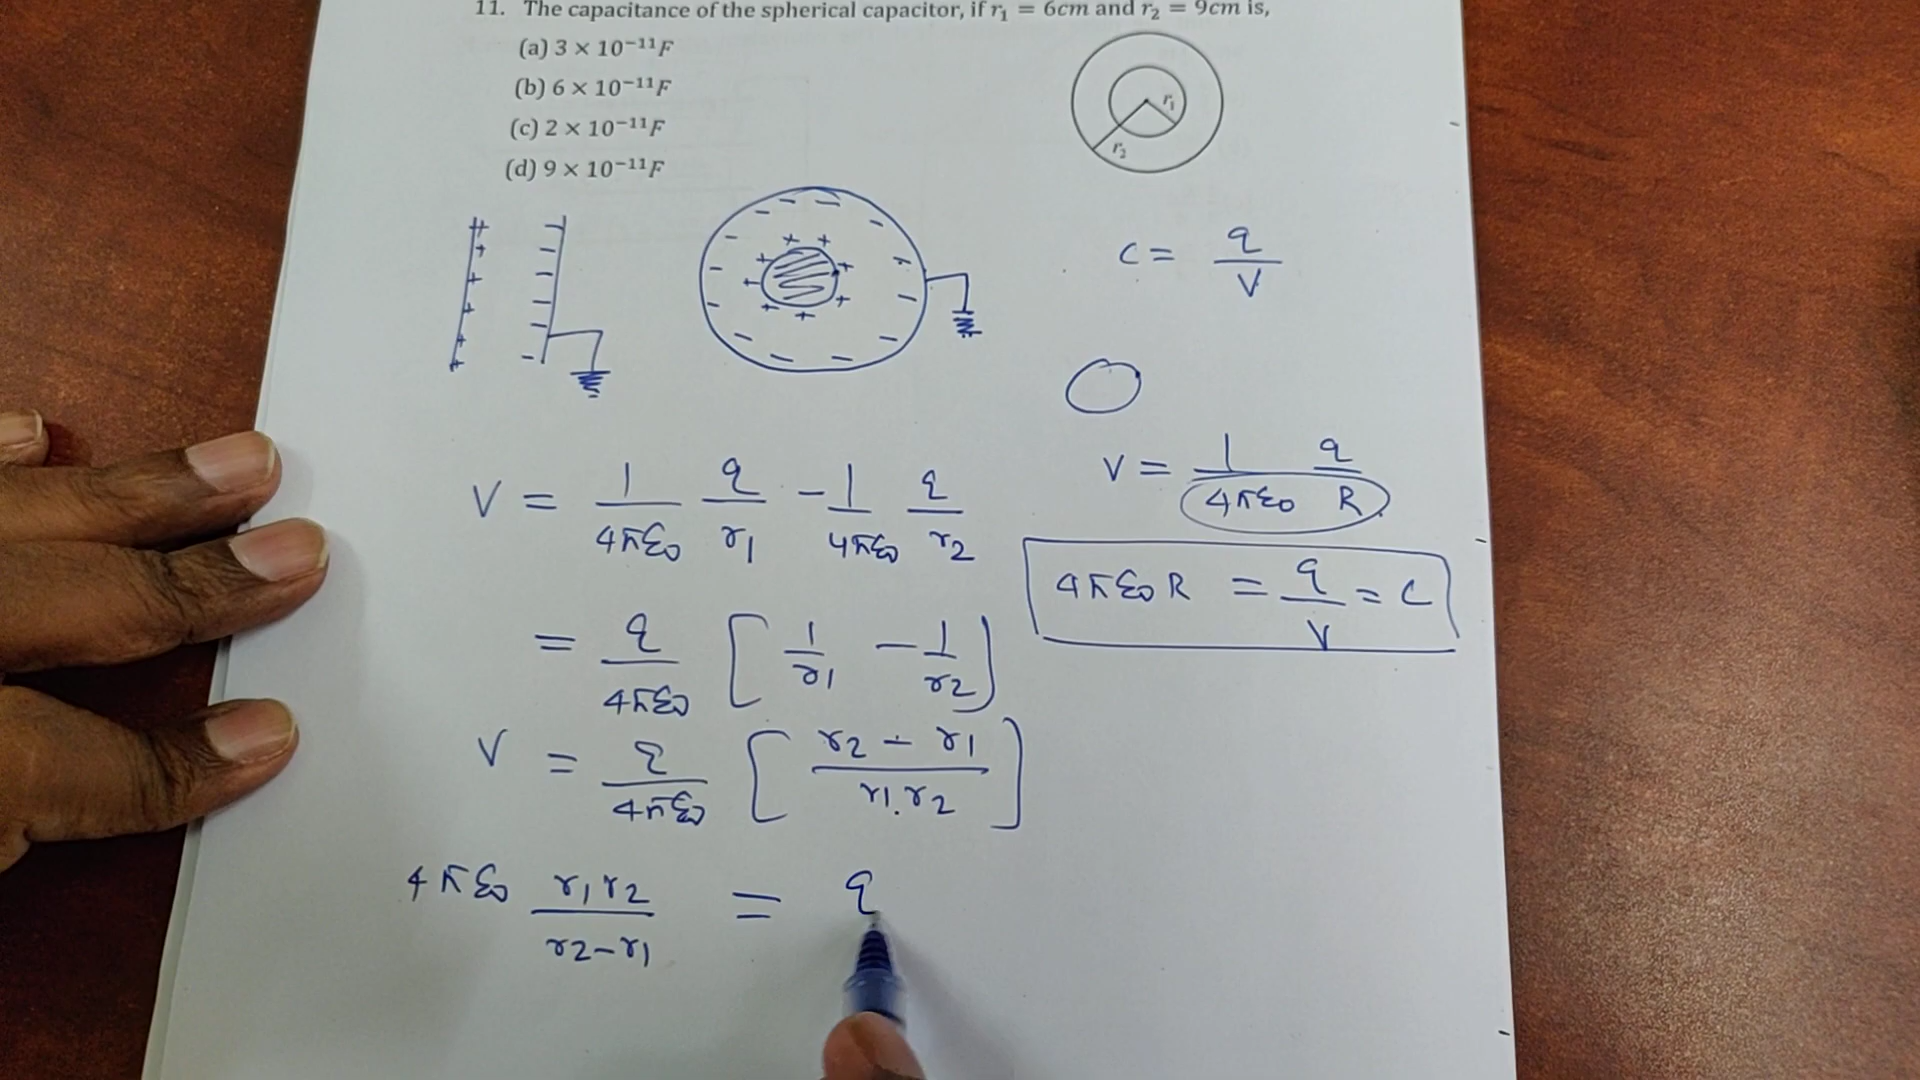 11. The capacitance of the spherical capacitor, if r₁ = 6cm and r₂ = 9cm is,
(a) 3 × 10⁻¹¹F
(b) 6 × 10⁻¹¹F
(c) 2 × 10⁻¹¹F
(d) 9 × 10⁻¹¹F
r₁
r₂
C = q/V
V = 1/4πε₀ q/R
4πε₀R = q/V = C
V = 1/4πε₀ q/r₁ - 1/4πε₀ q/r₂
= q/4πε₀ [1/r₁ - 1/r₂]
V = q/4πε₀ [r₂ - r₁/r₁.r₂]
4πε₀ r₁r₂/r₂-r₁ = q